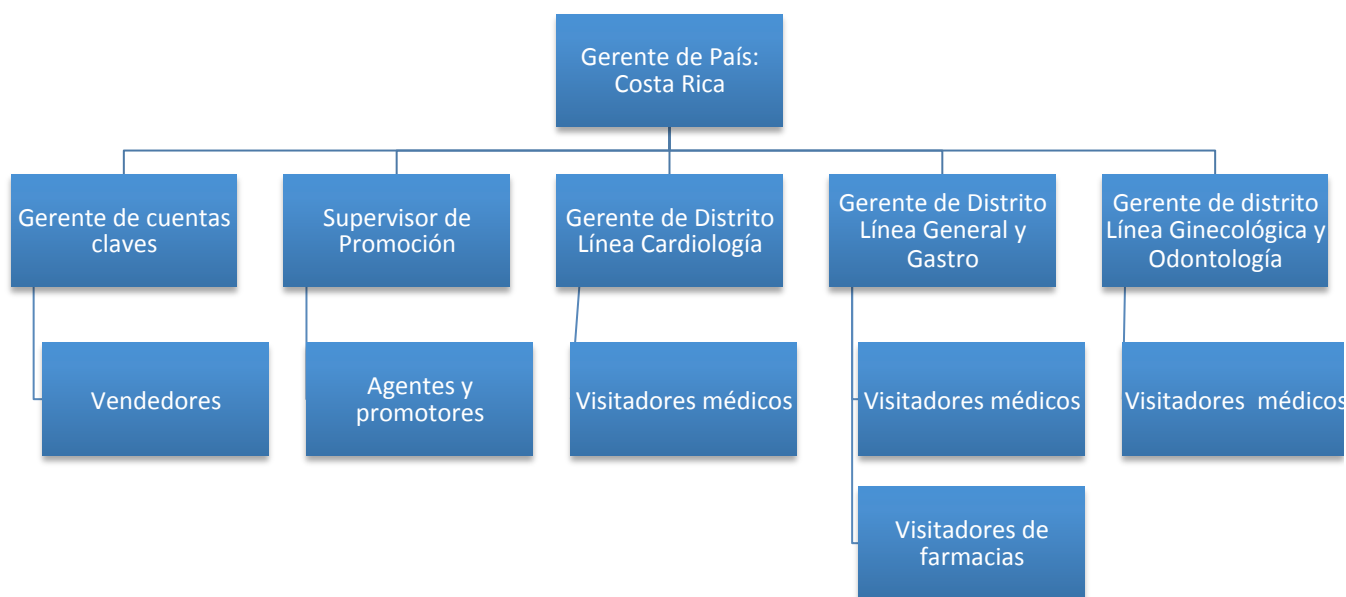 Gerente de País:
Costa Rica
Gerente de cuentas
claves
Supervisor de
Promoción
Gerente de Distrito
Línea Cardiología
Gerente de Distrito
Línea General y
Gastro
Gerente de distrito
Línea Ginecológica y
Odontología
Vendedores
Agentes y
promotores
Visitadores médicos
Visitadores médicos
Visitadores médicos
Visitadores de
farmacias